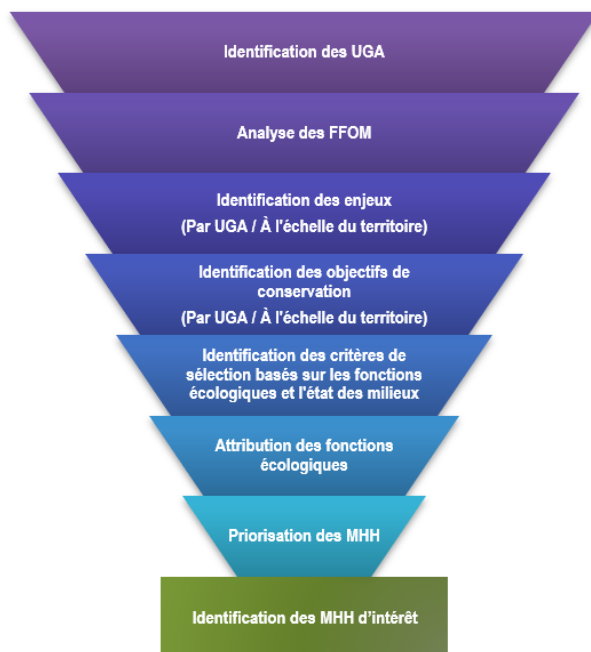 Identification des UGA
Analyse des FFOM
Identification des enjeux
(Par UGA / À l'échelle du territoire)
Identification des objectifs de
conservation
(Par UGA / À l'échelle du territoire)
Identification des critères de
sélection basés sur les fonctions
écologiques et l'état des milieux
Attribution des fonctions
écologiques
Priorisation des MHH
Identification des MHH d’intérêt